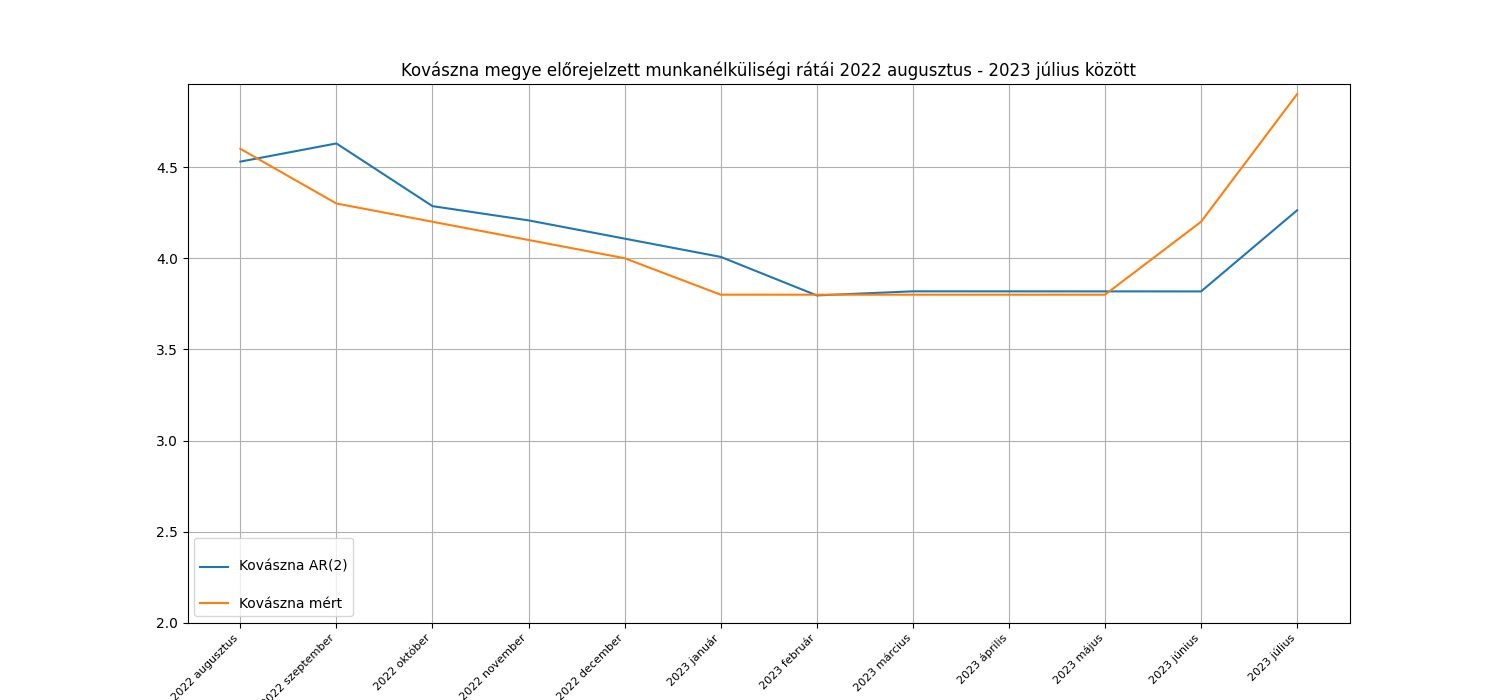 Kovászna megye előrejelzett munkanélküliségi rátái 2022 augusztus - 2023 július között
4.5
4.0
3.5
3.0
2.5
2.0
Kovászna AR(2)
Kovászna mért
2022 augusztus
2022 szeptember
2022 október
2022 november
2022 december
2023 január
2023 február
2023 március
2023 április
2023 május
2023 június
2023 július